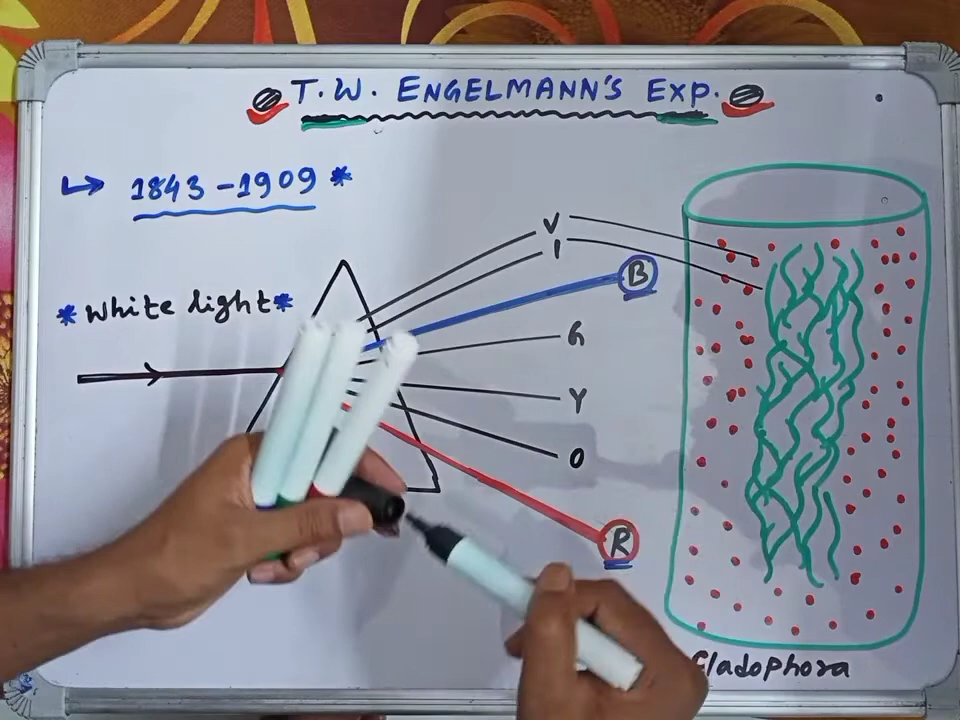 T. W. ENGELMANN'S EXP.
↳ 1843 - 1909 *
* White light *
V
I
B
G
Y
O
R
Cladophora